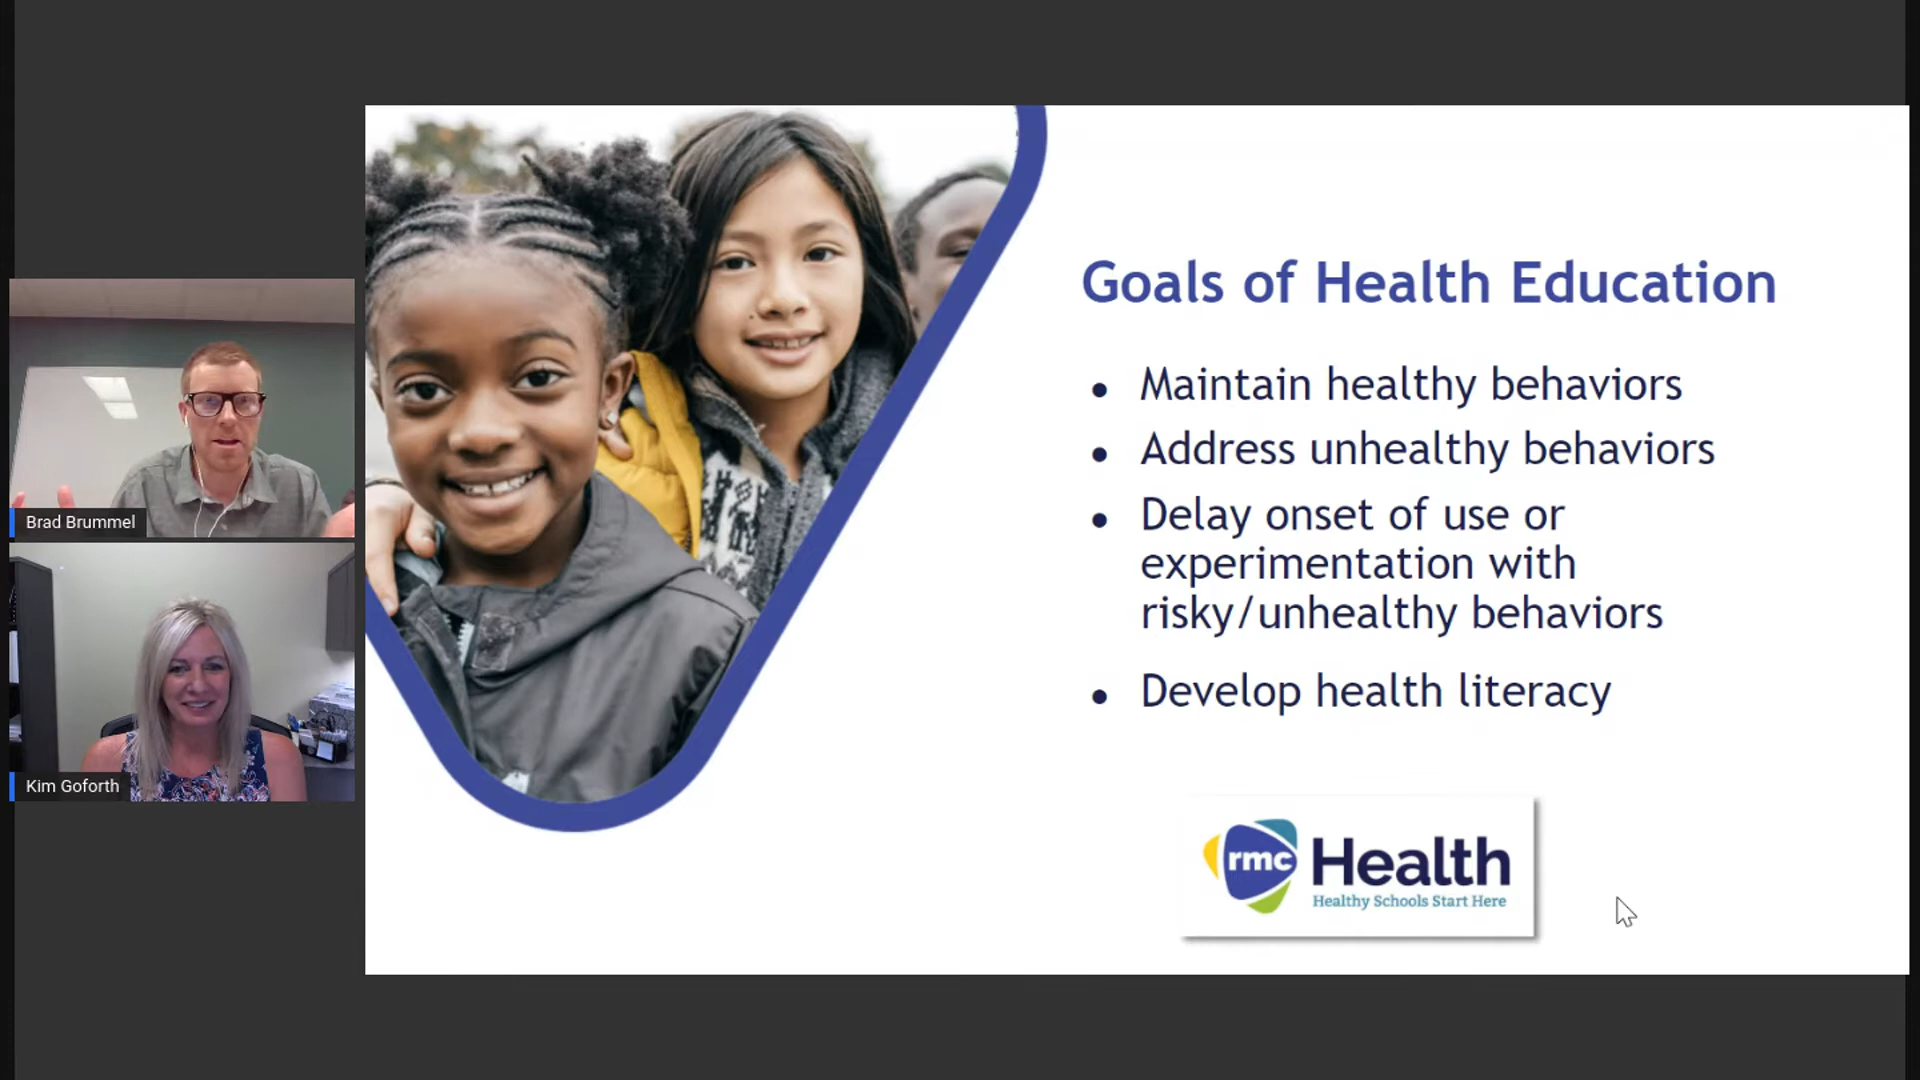 Brad Brummel
Kim Goforth
Goals of Health Education
• Maintain healthy behaviors
• Address unhealthy behaviors
• Delay onset of use or
experimentation with
risky/unhealthy behaviors
• Develop health literacy
rmc Health
Healthy Schools Start Here